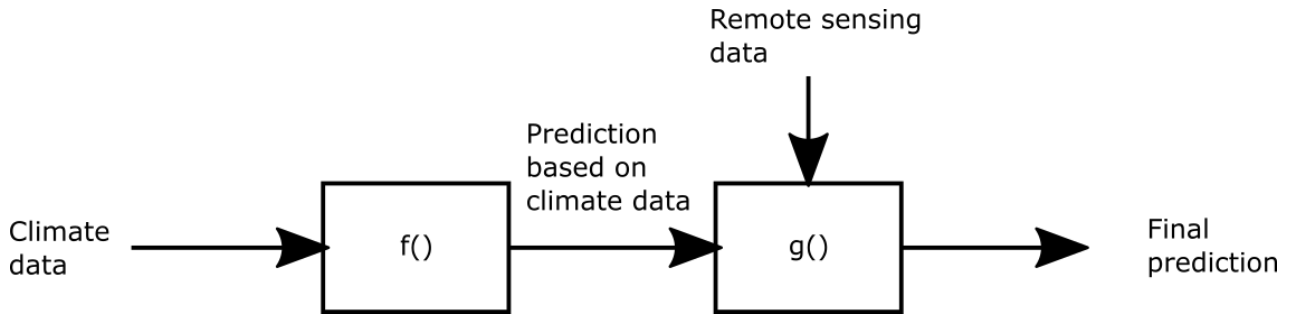 Remote sensing
data
Prediction
based on
climate data
Climate
data
f()
g()
Final
prediction